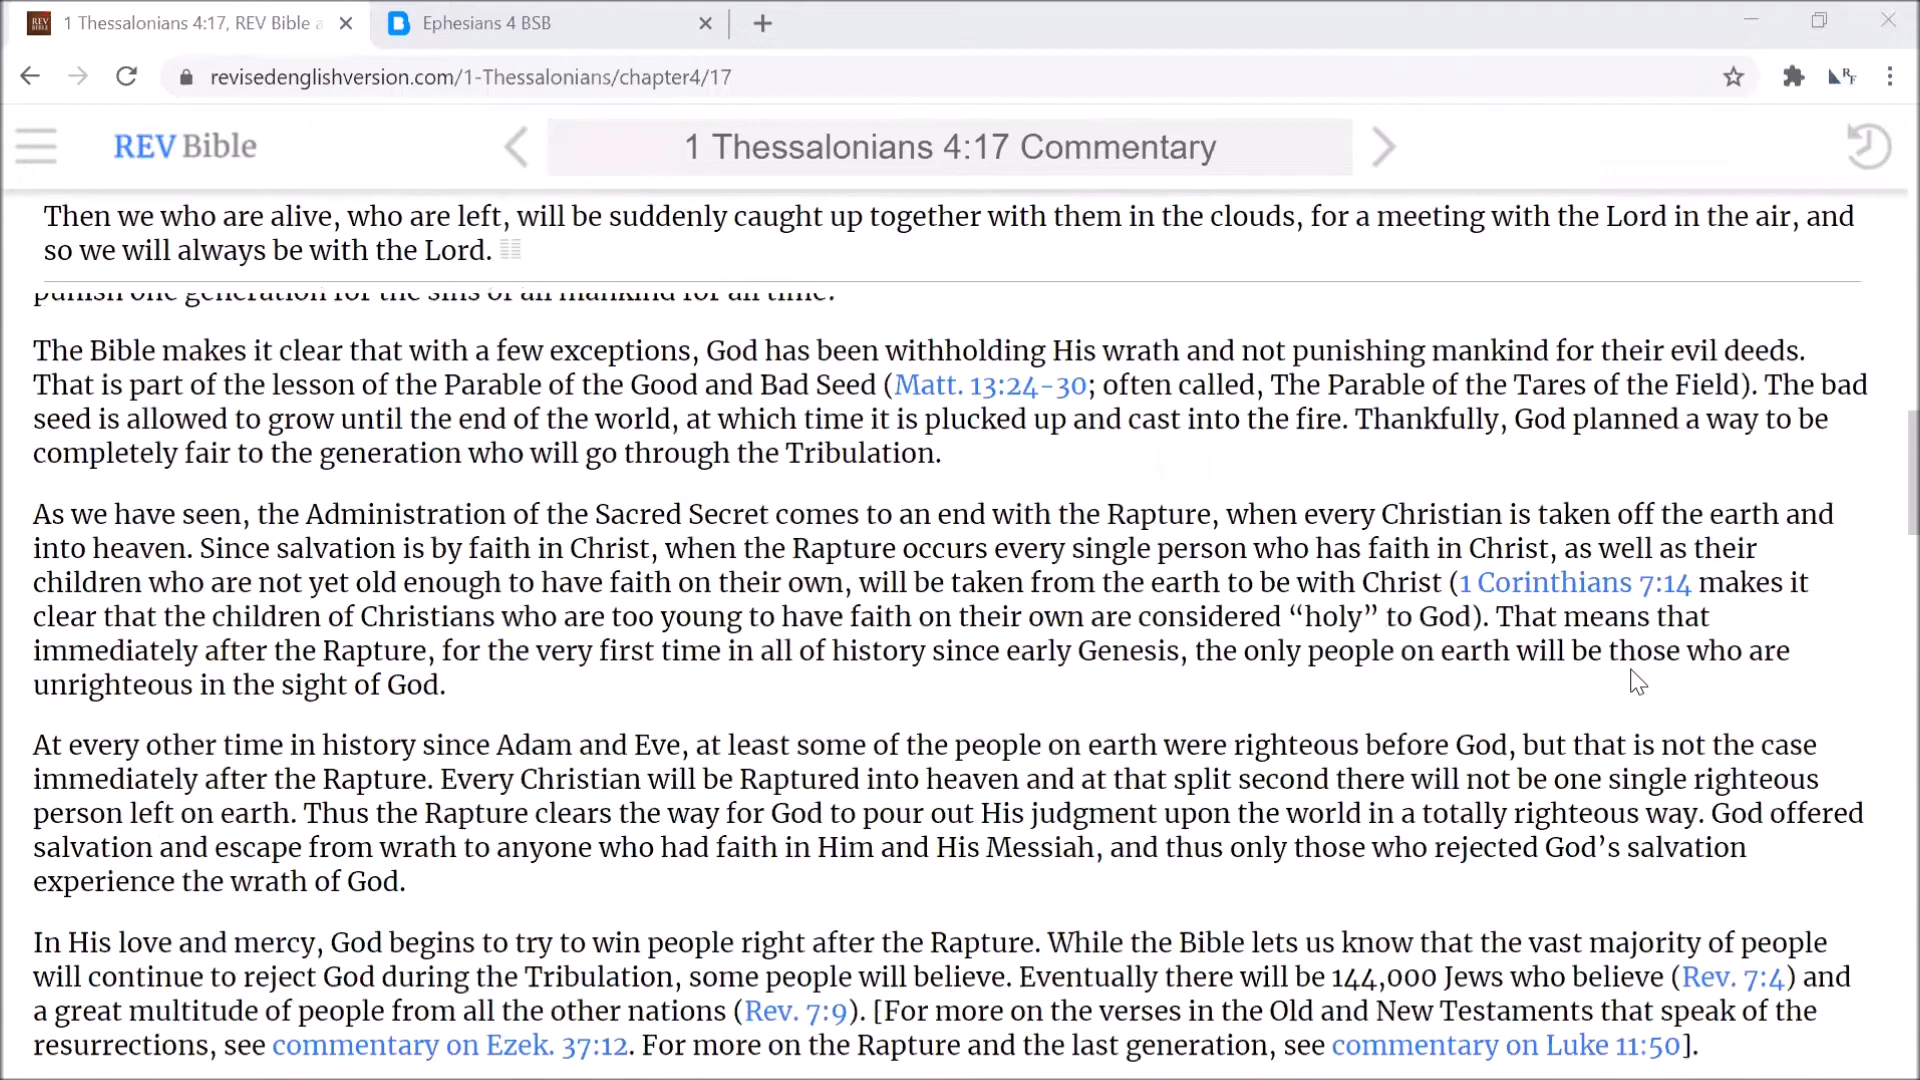 1 Thessalonians 4:17, REV Bible a
Ephesians 4 BSB
revisedenglishversion.com/1-Thessalonians/chapter4/17
REV Bible
1 Thessalonians 4:17 Commentary
Then we who are alive, who are left, will be suddenly caught up together with them in the clouds, for a meeting with the Lord in the air, and
so we will always be with the Lord.
punish one generation for the sins of all mankind for all time.
The Bible makes it clear that with a few exceptions, God has been withholding His wrath and not punishing mankind for their evil deeds.
That is part of the lesson of the Parable of the Good and Bad Seed (Matt. 13:24-30; often called, The Parable of the Tares of the Field). The bad
seed is allowed to grow until the end of the world, at which time it is plucked up and cast into the fire. Thankfully, God planned a way to be
completely fair to the generation who will go through the Tribulation.
As we have seen, the Administration of the Sacred Secret comes to an end with the Rapture, when every Christian is taken off the earth and
into heaven. Since salvation is by faith in Christ, when the Rapture occurs every single person who has faith in Christ, as well as their
children who are not yet old enough to have faith on their own, will be taken from the earth to be with Christ (1 Corinthians 7:14 makes it
clear that the children of Christians who are too young to have faith on their own are considered “holy” to God). That means that
immediately after the Rapture, for the very first time in all of history since early Genesis, the only people on earth will be those who are
unrighteous in the sight of God.
At every other time in history since Adam and Eve, at least some of the people on earth were righteous before God, but that is not the case
immediately after the Rapture. Every Christian will be Raptured into heaven and at that split second there will not be one single righteous
person left on earth. Thus the Rapture clears the way for God to pour out His judgment upon the world in a totally righteous way. God offered
salvation and escape from wrath to anyone who had faith in Him and His Messiah, and thus only those who rejected God’s salvation
experience the wrath of God.
In His love and mercy, God begins to try to win people right after the Rapture. While the Bible lets us know that the vast majority of people
will continue to reject God during the Tribulation, some people will believe. Eventually there will be 144,000 Jews who believe (Rev. 7:4) and
a great multitude of people from all the other nations (Rev. 7:9). [For more on the verses in the Old and New Testaments that speak of the
resurrections, see commentary on Ezek. 37:12. For more on the Rapture and the last generation, see commentary on Luke 11:50].